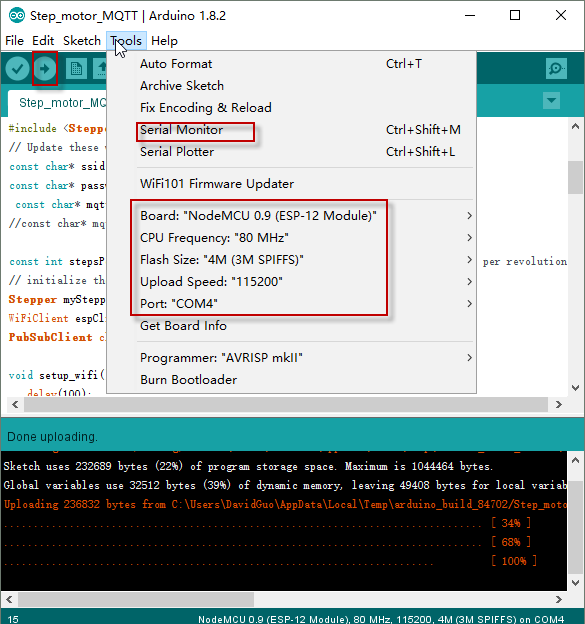 Step_motor_MQTT | Arduino 1.8.2
File Edit Sketch Tools Help
Step_motor_MQ
Auto Format Ctrl+T
Archive Sketch
Fix Encoding & Reload
Serial Monitor Ctrl+Shift+M
Serial Plotter Ctrl+Shift+L
WiFi101 Firmware Updater
Board: "NodeMCU 0.9 (ESP-12 Module)"
CPU Frequency: "80 MHz"
Flash Size: "4M (3M SPIFFS)"
Upload Speed: "115200"
Port: "COM4"
Get Board Info
Programmer: "AVRISP mkII"
Burn Bootloader
#include <Stepper
// Update these
const char* ssid
const char* passw
const char* mqtt
//const char* mq
const int stepsP per revolution
// initialize th
Stepper myStepp
WiFiClient espCl
PubSubClient c
void setup_wifi(
delay(100);
Done uploading.
Sketch uses 232689 bytes (22%) of program storage space. Maximum is 1044464 bytes.
Global variables use 32512 bytes (39%) of dynamic memory, leaving 49408 bytes for local variab
Uploading 236832 bytes from C:\Users\DavidGuo\AppData\Local\Temp\arduino_build_84702/Step_moto
................................................................................ [ 34% ]
................................................................................ [ 68% ]
........................................................................ [ 100% ]
15 NodeMCU 0.9 (ESP-12 Module), 80 MHz, 115200, 4M (3M SPIFFS) on COM4